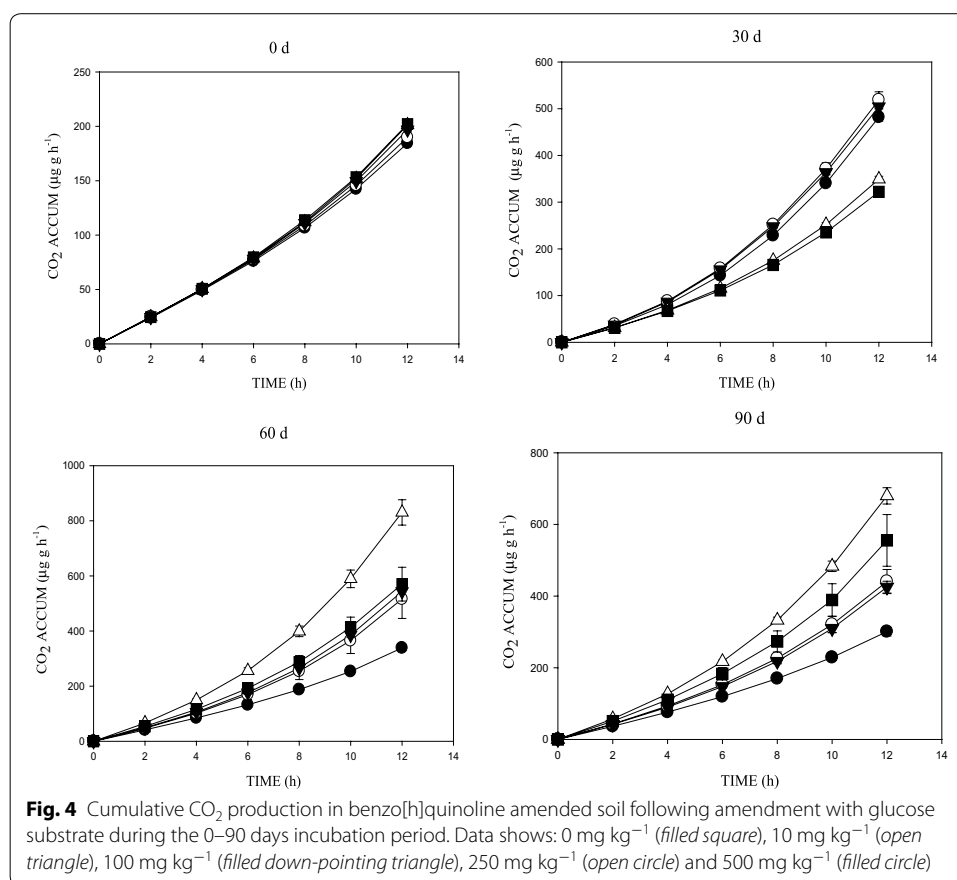 0 d
250
200
150
100
50
0
CO₂ ACCUM (µg g h⁻¹)
0 2 4 6 8 10 12 14
TIME (h)
30 d
600
500
400
300
200
100
0
CO₂ ACCUM (µg g h⁻¹)
0 2 4 6 8 10 12 14
TIME (h)
60 d
1000
800
600
400
200
0
CO₂ ACCUM (µg g h⁻¹)
0 2 4 6 8 10 12 14
TIME (h)
90 d
800
600
400
200
0
CO₂ ACCUM (µg g h⁻¹)
0 2 4 6 8 10 12 14
TIME (h)
Fig. 4 Cumulative CO₂ production in benzo[h]quinoline amended soil following amendment with glucose
substrate during the 0–90 days incubation period. Data shows: 0 mg kg⁻¹ (filled square), 10 mg kg⁻¹ (open
triangle), 100 mg kg⁻¹ (filled down-pointing triangle), 250 mg kg⁻¹ (open circle) and 500 mg kg⁻¹ (filled circle)